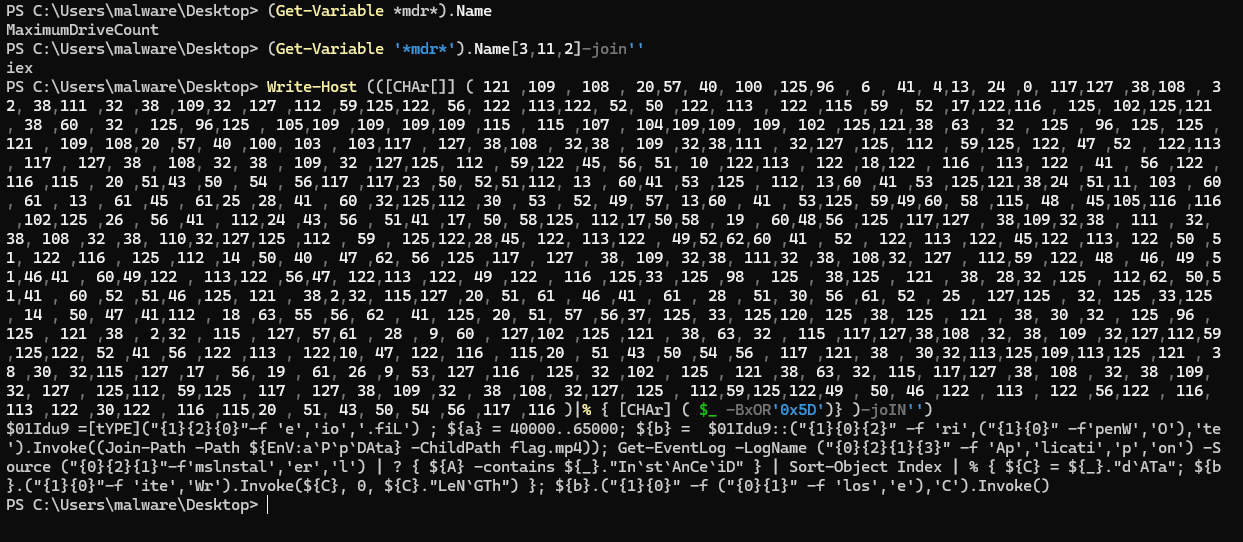 PS C:\Users\malware\Desktop> (Get-Variable *mdr*).Name
MaximumDriveCount
PS C:\Users\malware\Desktop> (Get-Variable '*mdr*').Name[3,11,2]-join''
iex
PS C:\Users\malware\Desktop> Write-Host (([CHAr[]] ( 121 ,109 , 108 , 20,57, 40, 100 ,125,96 , 6 , 41, 4,13, 24 ,0, 117,127 ,38,108 , 3
2, 38,111 ,32 ,38 ,109,32 ,127 ,112 ,59,125,122, 56, 122 ,113,122, 52, 50 ,122, 113 , 122 ,115 ,59 , 52 ,17,122,116 , 125, 102,125,121
, 38 ,60 , 32 , 125, 96,125 , 105,109 ,109, 109,109 ,115 , 115 ,107 , 104,109,109, 109, 102 ,125,121,38 ,63 , 32 , 125 , 96, 125, 125 ,
121 , 109, 108,20 ,57, 40 ,100, 103 , 103,117 , 127, 38,108 , 32,38 , 109 ,32,38,111 , 32,127 ,125, 112 , 59,125, 122, 47 ,52 , 122,113
, 117 , 127, 38 , 108, 32, 38 , 109, 32 ,127,125, 112 , 59,122 ,45, 56, 51, 10 ,122,113 , 122 ,18,122 , 116 , 113, 122 , 41 , 56 ,122 ,
116 ,115 , 20 ,51,43 ,50 , 54 , 56,117 ,117,23 , 50, 52,51,112, 13 , 60,41 ,53 ,125 , 112, 13,60 ,41 , 53 ,125,121,38,24 ,51,11, 103 , 60
, 61 , 13 , 61 ,45 , 61,25 , 28, 41 , 60 ,32,125,112 ,30 , 53 , 52, 49, 57, 13,60 , 41 , 53,125, 59,49,60, 58 ,115, 48 , 45,105,116 ,116
,102,125,26 , 56 ,41 , 112,24 ,43, 56 , 51,41 ,17, 50, 58,125, 112,17,50,58 , 19 , 60,48,56 ,125 ,117,127 , 38,109,32,38 , 111 , 32,
38, 108 ,32 ,38, 110,32,127,125 ,112 , 59 , 125,122,28,45, 122, 113,122 , 49,52,62,60 ,41 , 52 , 122, 113 ,122, 45,122 ,113, 122, 50 ,5
1, 122 ,116 , 125 ,112 ,14 ,50, 40 , 47 ,62, 56 ,125 ,117 , 127 , 38, 109, 32,38, 111,32 , 38, 108,32, 127 , 112,59 ,122, 48 , 46, 49 ,5
1,46,41 , 60,49,122 , 113,122 , 56,47, 122,113 ,122, 49 ,122 , 116 , 125,33 ,125 , 98 , 125 , 38,125 , 121 , 38, 28,32 ,125 , 112,62, 50,5
1,41 , 60 ,52 ,51,46 ,125, 121 , 38,2,32, 115,127 ,20, 51, 61 , 46 ,41 , 61 , 28 , 51, 30, 56 ,61, 52 , 25 , 127,125 , 32 , 125 ,33,125
, 14 , 50, 47 ,41,112 , 18 ,63, 55 ,56, 62 , 41, 125, 20, 51, 57 ,56,37, 125, 33, 125,120,125 ,38 ,125 , 121 , 38, 30 ,32 , 125 ,96 ,
125 , 121 ,38 , 2,32 , 115 , 127, 57,61 , 28 , 9, 60 , 127,102 ,125, 121 , 38, 63, 32 , 115 ,117,127,38,108 ,32, 38, 109 ,32,127,112,59
,125,122, 52 ,41 ,56 ,122 ,113 , 122,10, 47, 122, 116 , 115,20 , 51 ,43 ,50 ,54 ,56 , 117 ,121, 38 , 30,32,113,125,109,113,125 ,121 , 3
8 ,30, 32,115 ,127 ,17 , 56, 19 , 61, 26 ,9, 53, 127 ,116 , 125, 32 ,102 , 125 , 121 ,38, 63, 32, 115, 117,127, 38 , 108, 32, 38 , 109,
32, 127 , 125,112, 59,125 , 117 , 127, 38, 109 ,32 , 38 , 108, 32,127, 125 , 112,59,125,122,49 , 50, 46 ,122 , 113 , 122 ,56,122 , 116,
113 ,122 ,30,122 , 116 ,115,20 , 51, 43, 50, 54 , 56 ,117 ,116 )|% { [CHAr] ( $_ -BxOR'0x5D')} )-joIN'')
$01Idu9 =[tYPE]("{1}{2}{0}"-f 'e','io','.fiL') ; ${a} = 40000..65000; ${b} =  $01Idu9::("{1}{0}{2}" -f 'ri',("{1}{0}" -f'penW','O'),'te
').Invoke((Join-Path -Path ${EnV:a`P`p`DAta} -ChildPath flag.mp4)); Get-EventLog -LogName ("{0}{2}{1}{3}" -f 'Ap','licati','p','on') -S
ource ("{0}{2}{1}"-f'mslnstal','er','l') | ? { ${A} -contains ${_}."In`st`AnCe`iD" } | Sort-Object Index | % { ${C} = ${_}."d`ATa"; ${b
}.("{1}{0}"-f 'ite','Wr').Invoke(${C}, 0, ${C}."LeN`GTh") }; ${b}.("{1}{0}" -f ("{0}{1}" -f 'los','e'),'C').Invoke()
PS C:\Users\malware\Desktop>